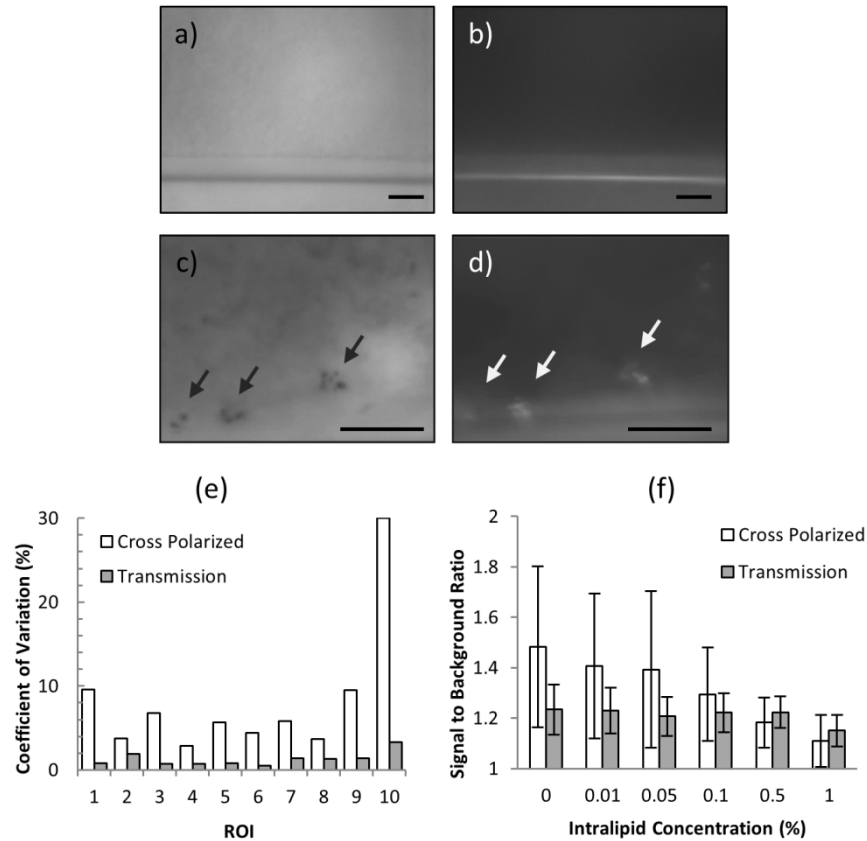 a)
b)
c)
d)
(e)
(f)
30
20
10
0
Coefficient of Variation (%)
Cross Polarized
Transmission
1 2 3 4 5 6 7 8 9 10
ROI
2
1.8
1.6
1.4
1.2
1
Signal to Background Ratio
Cross Polarized
Transmission
0 0.01 0.05 0.1 0.5 1
Intralipid Concentration (%)